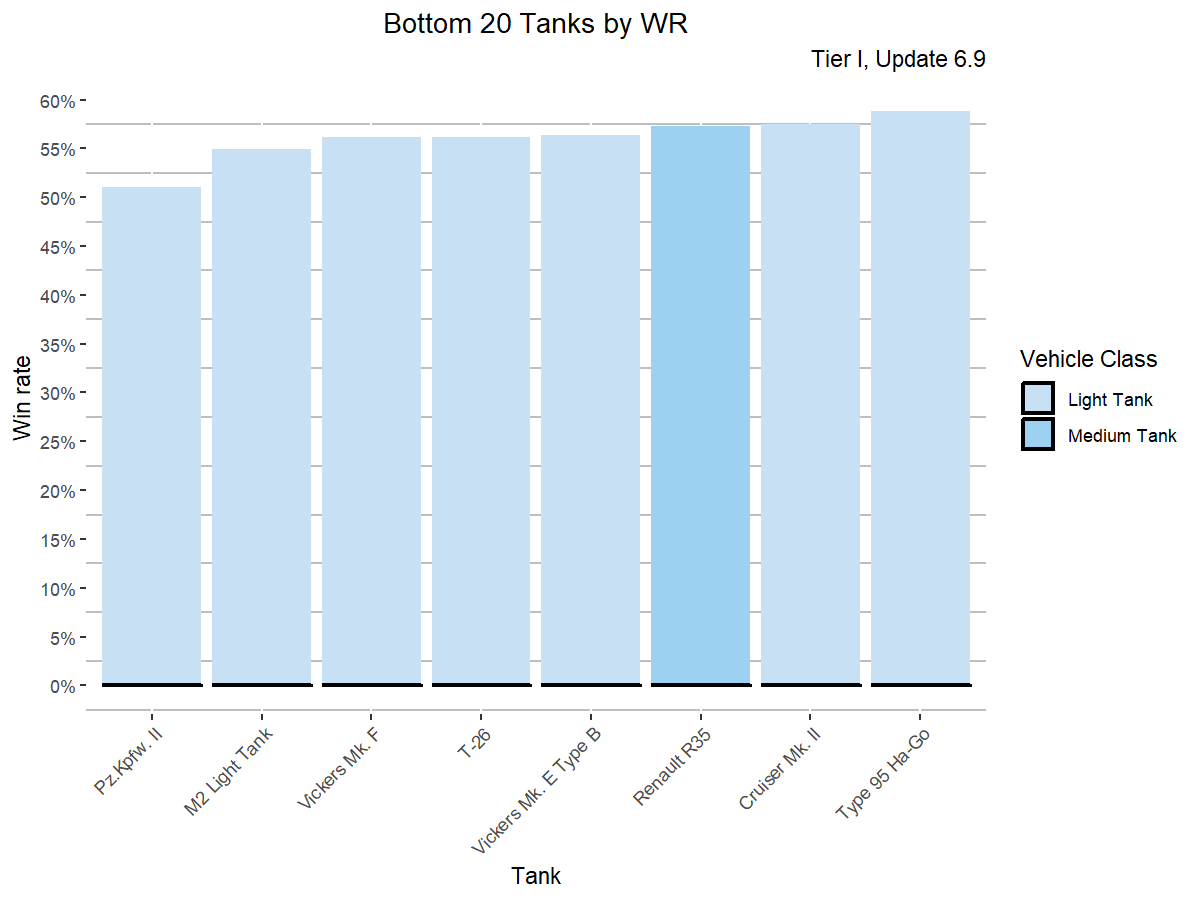 Bottom 20 Tanks by WR
Tier I, Update 6.9
60%
55%
50%
45%
40%
35%
30%
25%
20%
15%
10%
5%
0%
Win rate
Pz.Kpfw. II
M2 Light Tank
Vickers Mk. F
T-26
Vickers Mk. E Type B
Renault R35
Cruiser Mk. II
Type 95 Ha-Go
Tank
Vehicle Class
Light Tank
Medium Tank